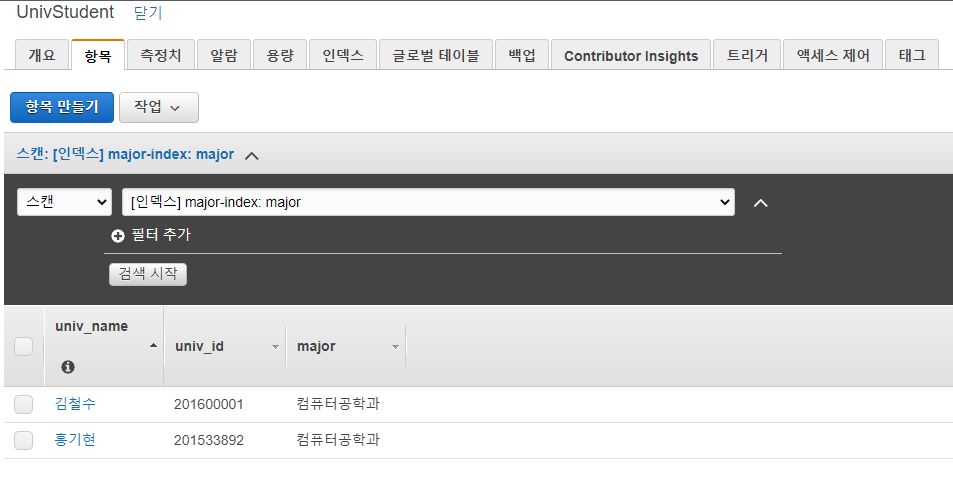 UnivStudent 닫기
개요 항목 측정치 알람 용량 인덱스 글로벌 테이블 백업 Contributor Insights 트리거 액세스 제어 태그
항목 만들기 작업
스캔: [인덱스] major-index: major
스캔 [인덱스] major-index: major
필터 추가
검색 시작
univ_name univ_id major
김철수 201600001 컴퓨터공학과
홍기현 201533892 컴퓨터공학과